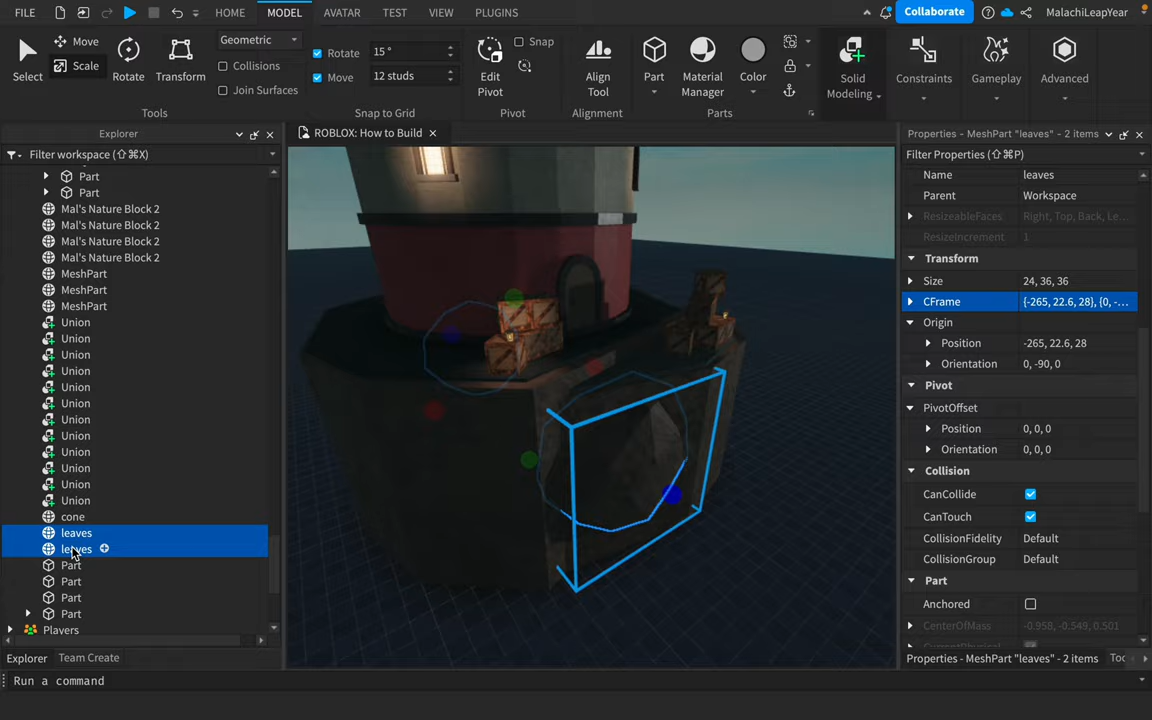 FILE HOME MODEL AVATAR TEST VIEW PLUGINS Collaborate MalachiLeapYear
Select Move Scale Rotate Transform
Geometric
Collisions
Join Surfaces
Rotate 15 °
Move 12 studs
Edit Pivot
Snap
Align Tool
Part
Material Manager
Color
Solid Modeling
Constraints
Gameplay
Advanced
Tools Snap to Grid Pivot Alignment Parts
Explorer
Filter workspace (⇧⌘X)
Part
Part
Mal's Nature Block 2
Mal's Nature Block 2
Mal's Nature Block 2
Mal's Nature Block 2
MeshPart
MeshPart
MeshPart
Union
Union
Union
Union
Union
Union
Union
Union
Union
Union
Union
Union
cone
leaves
leaves
Part
Part
Part
Part
Players
Explorer Team Create
Run a command
ROBLOX: How to Build
Properties - MeshPart "leaves" - 2 items
Filter Properties (⇧⌘P)
Name leaves
Parent Workspace
ResizeableFaces Right, Top, Back, Le...
ResizeIncrement 1
Transform
Size 24, 36, 36
CFrame {-265, 22.6, 28}, {0, -...
Origin
Position -265, 22.6, 28
Orientation 0, -90, 0
Pivot
PivotOffset
Position 0, 0, 0
Orientation 0, 0, 0
Collision
CanCollide
CanTouch
CollisionFidelity Default
CollisionGroup Default
Part
Anchored
CenterOfMass -0.958, -0.549, 0.501
Properties - MeshPart "leaves" - 2 items